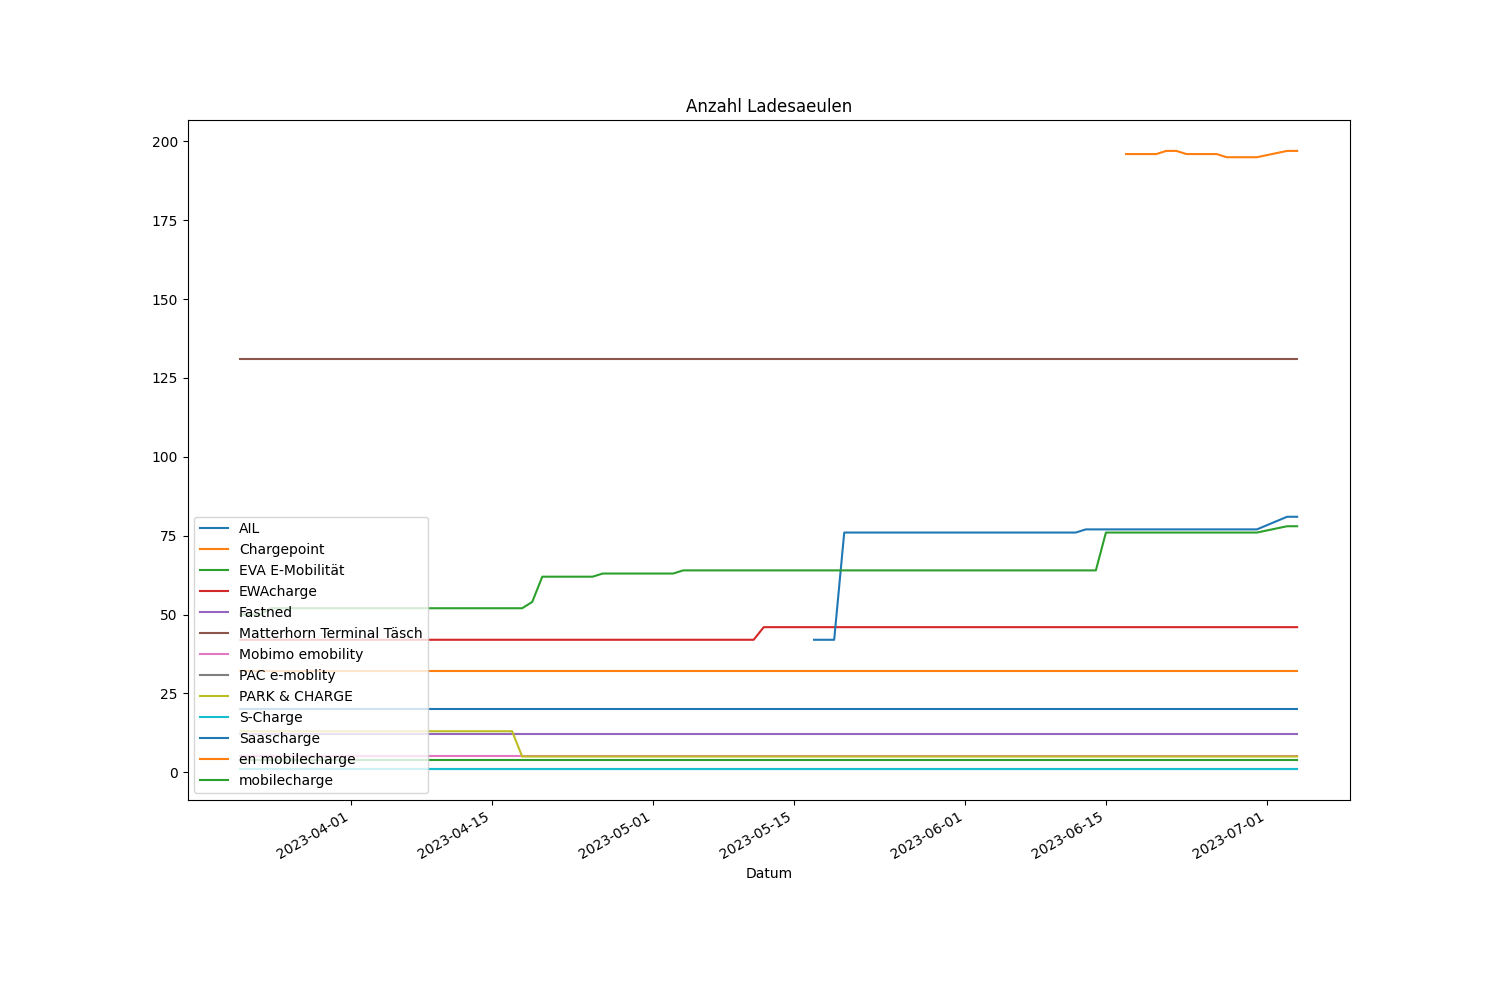 Anzahl Ladesaeulen
200
175
150
125
100
75
50
25
0
AIL
Chargepoint
EVA E-Mobilität
EWAcharge
Fastned
Matterhorn Terminal Täsch
Mobimo emobility
PAC e-moblity
PARK & CHARGE
S-Charge
Saascharge
en mobilecharge
mobilecharge
2023-04-01
2023-04-15
2023-05-01
2023-05-15
2023-06-01
2023-06-15
2023-07-01
Datum